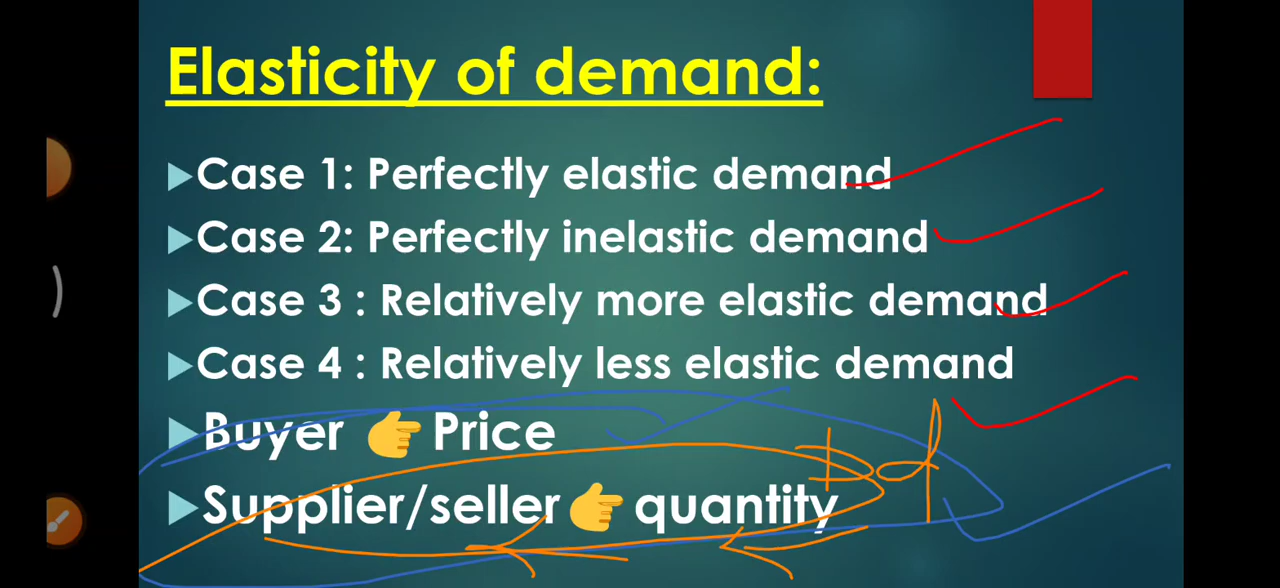 Elasticity of demand:
Case 1: Perfectly elastic demand
Case 2: Perfectly inelastic demand
Case 3 : Relatively more elastic demand
Case 4 : Relatively less elastic demand
Buyer 👉 Price
Supplier/seller 👉 quantity